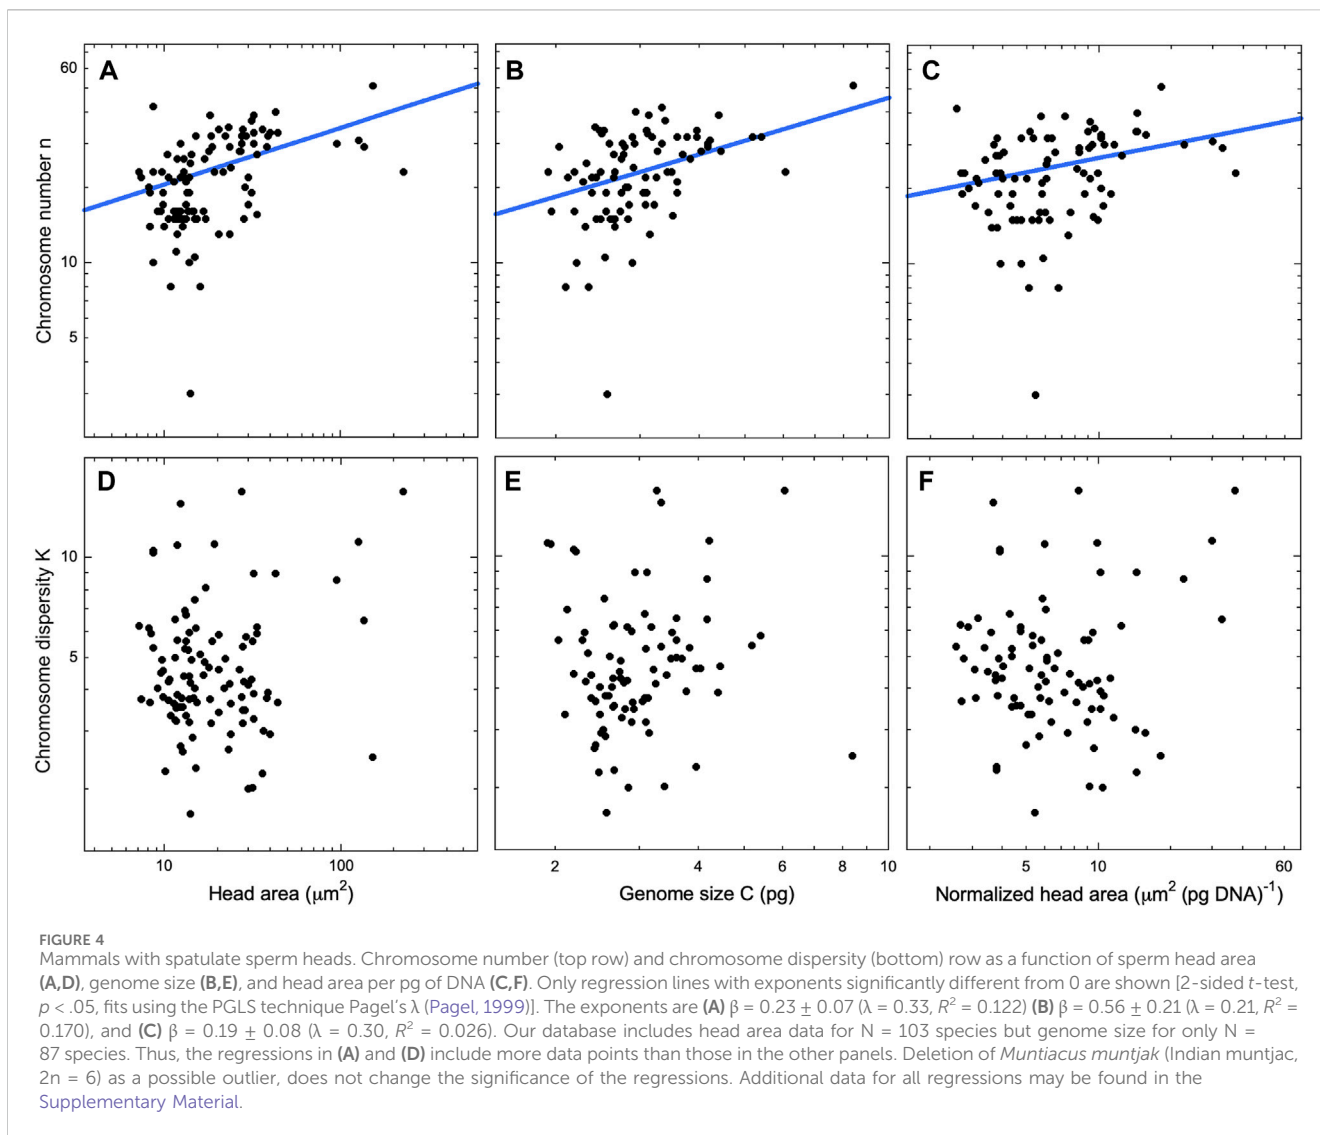 A
B
C
60
10
5
Chromosome number n
D
E
F
10
5
Chromosome dispersity K
10
100
2
4
6
8
10
5
10
60
Head area (μm²)
Genome size C (pg)
Normalized head area (μm² (pg DNA)⁻¹)
FIGURE 4
Mammals with spatulate sperm heads. Chromosome number (top row) and chromosome dispersity (bottom) row as a function of sperm head area
(A,D), genome size (B,E), and head area per pg of DNA (C,F). Only regression lines with exponents significantly different from 0 are shown [2-sided t-test,
p < .05, fits using the PGLS technique Pagel's λ (Pagel, 1999)]. The exponents are (A) β = 0.23 ± 0.07 (λ = 0.33, R² = 0.122) (B) β = 0.56 ± 0.21 (λ = 0.21, R² =
0.170), and (C) β = 0.19 ± 0.08 (λ = 0.30, R² = 0.026). Our database includes head area data for N = 103 species but genome size for only N =
87 species. Thus, the regressions in (A) and (D) include more data points than those in the other panels. Deletion of Muntiacus muntjak (Indian muntjac,
2n = 6) as a possible outlier, does not change the significance of the regressions. Additional data for all regressions may be found in the
Supplementary Material.